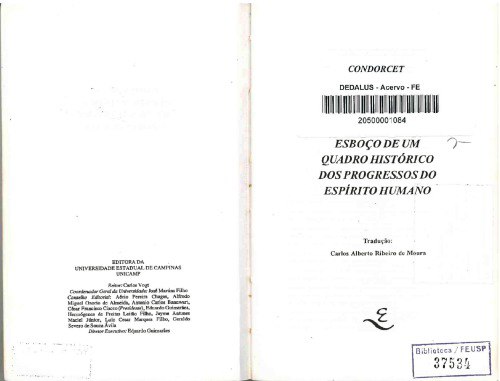 EDITORA DA
UNIVERSIDADE ESTADUAL DE CAMPINAS
UNICAMP
Reitor: Carlos Vogt
Coordenador Geral da Universidade: José Martins Filho
Conselho Editorial: Aécio Pereira Chagas, Alfredo
Miguel Ozorio de Almeida, Antonio Carlos Bannwart,
César Francisco Ciacco (Presidente), Eduardo Guimarães,
Hermógenes de Freitas Leitão Filho, Jayme Antunes
Maciel Júnior, Luiz Cesar Marques Filho, Geraldo
Severo de Souza Ávila
Diretor Executivo: Eduardo Guimarães
CONDORCET
DEDALUS - Acervo - FE
20500001084
ESBOÇO DE UM
QUADRO HISTÓRICO
DOS PROGRESSOS DO
ESPÍRITO HUMANO
Tradução:
Carlos Alberto Ribeiro de Moura
Biblioteca / FEUSP
37534